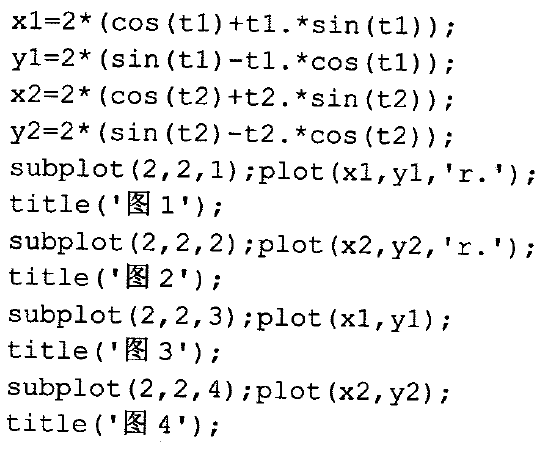 x1=2*(cos(t1)+t1.*sin(t1));
y1=2*(sin(t1)-t1.*cos(t1));
x2=2*(cos(t2)+t2.*sin(t2));
y2=2*(sin(t2)-t2.*cos(t2));
subplot(2,2,1);plot(x1,y1,'r.');
title('图1');
subplot(2,2,2);plot(x2,y2,'r.');
title('图2');
subplot(2,2,3);plot(x1,y1);
title('图3');
subplot(2,2,4);plot(x2,y2);
title('图4');